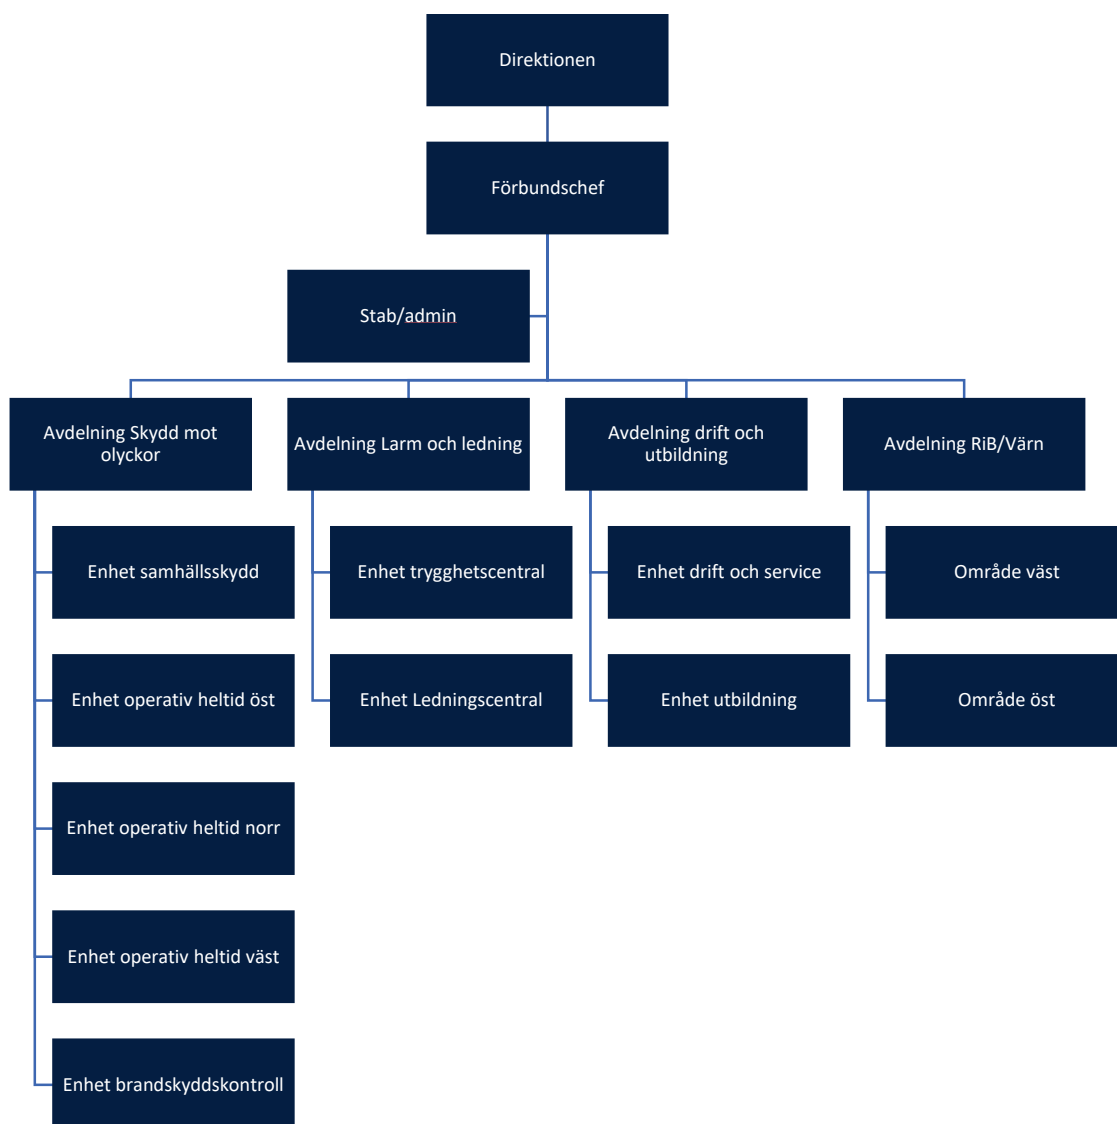 Direktionen
Förbundschef
Stab/admin
Avdelning Skydd mot
olyckor
Avdelning Larm och ledning
Avdelning drift och
utbildning
Avdelning RiB/Värn
Enhet samhällsskydd
Enhet trygghetscentral
Enhet drift och service
Område väst
Enhet operativ heltid öst
Enhet Ledningscentral
Enhet utbildning
Område öst
Enhet operativ heltid norr
Enhet operativ heltid väst
Enhet brandskyddskontroll